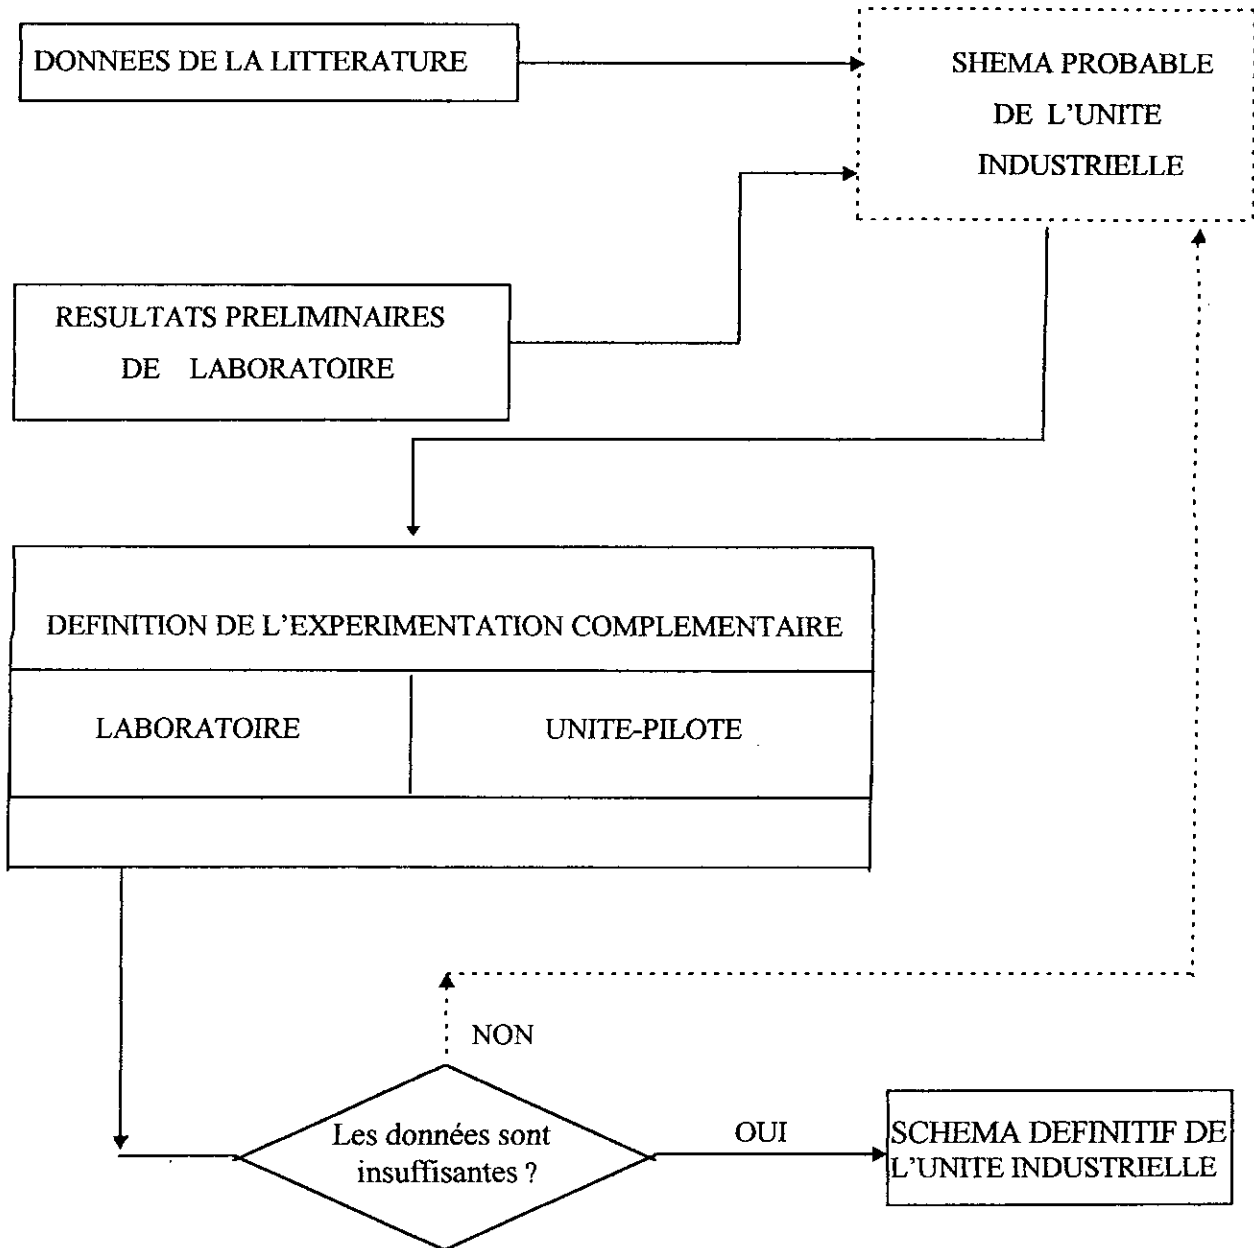 DONNEES DE LA LITTERATURE
SHEMA PROBABLE
DE L'UNITE
INDUSTRIELLE
RESULTATS PRELIMINAIRES
DE LABORATOIRE
DEFINITION DE L'EXPERIMENTATION COMPLEMENTAIRE
LABORATOIRE
UNITE-PILOTE
NON
Les données sont
insuffisantes ?
OUI
SCHEMA DEFINITIF DE
L'UNITE INDUSTRIELLE